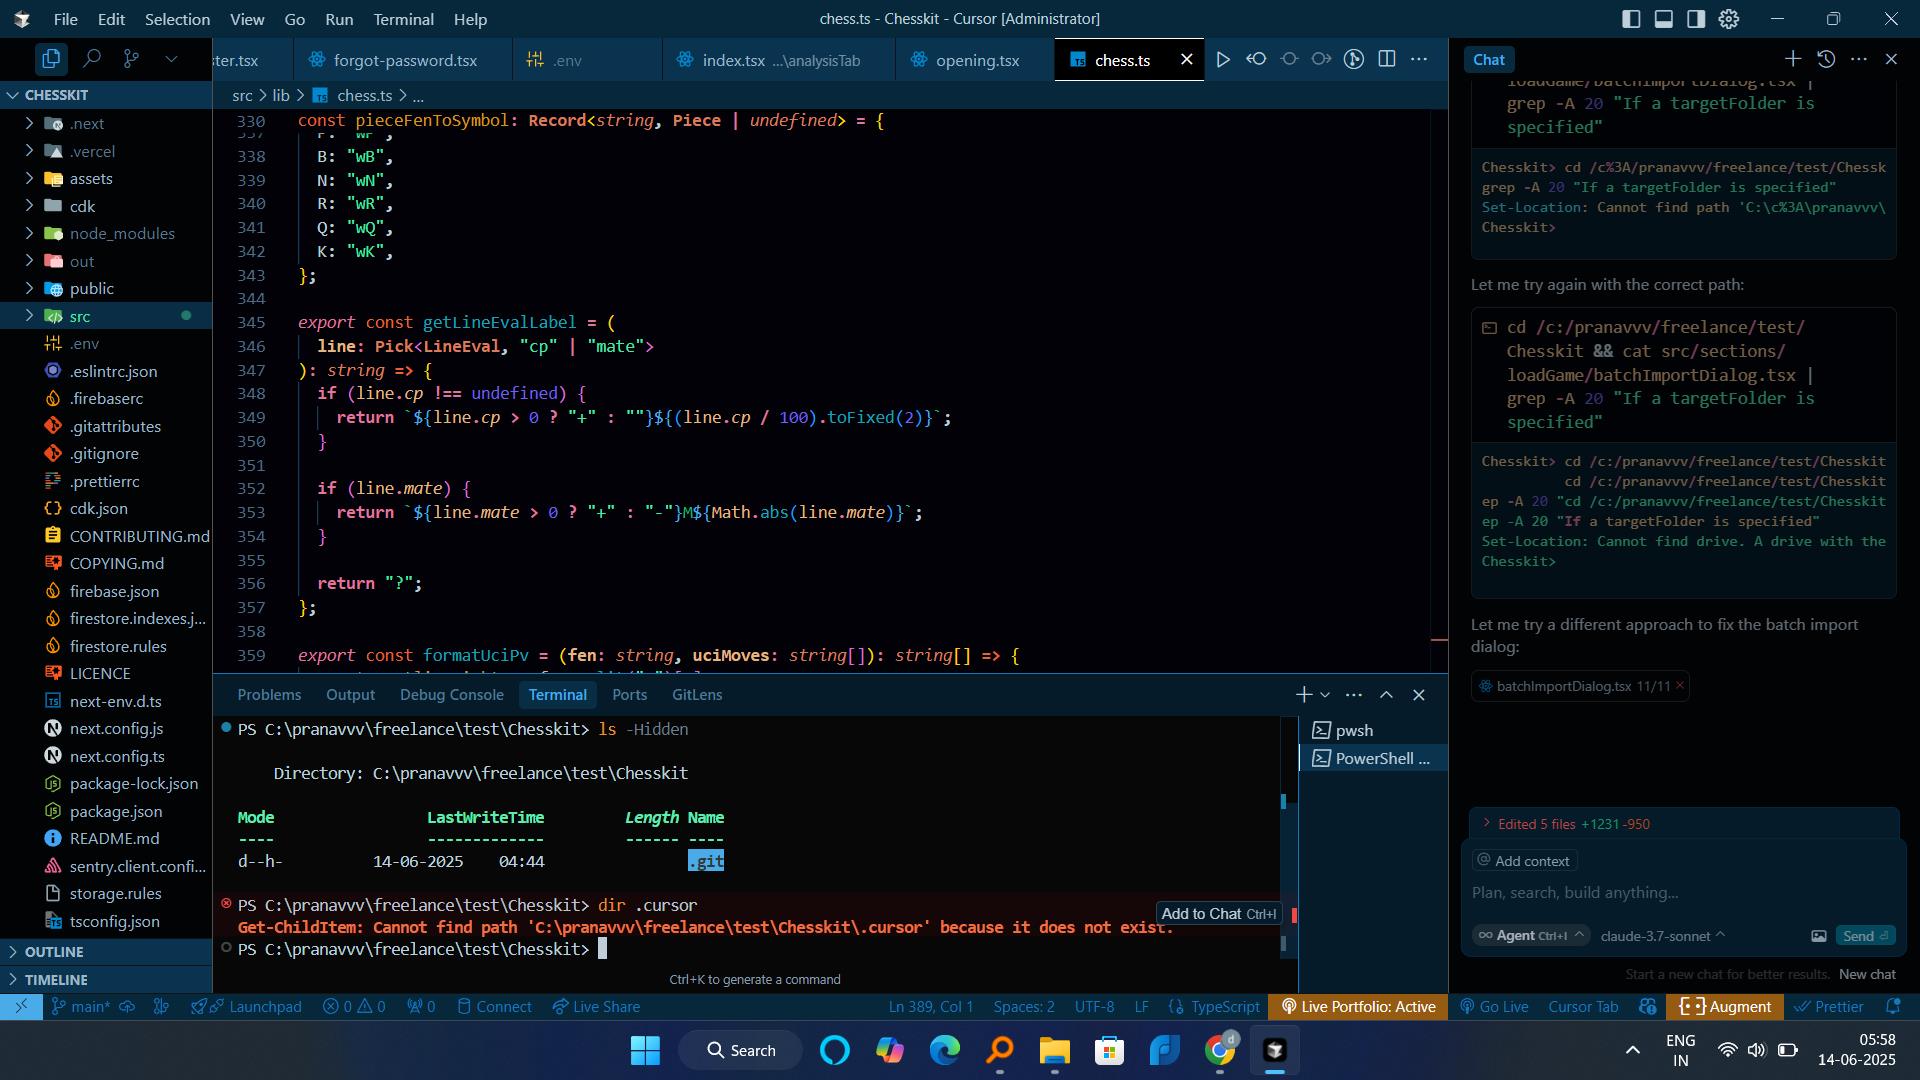 File Edit Selection View Go Run Terminal Help
chess.ts - Chesskit - Cursor [Administrator]
ster.tsx
forgot-password.tsx
.env
index.tsx ...\analysisTab
opening.tsx
chess.ts
CHESSKIT
.next
.vercel
assets
cdk
node_modules
out
public
src
.env
.eslintrc.json
.firebaserc
.gitattributes
.gitignore
.prettierrc
cdk.json
CONTRIBUTING.md
COPYING.md
firebase.json
firestore.indexes.j...
firestore.rules
LICENCE
next-env.d.ts
next.config.js
next.config.ts
package-lock.json
package.json
README.md
sentry.client.confi...
storage.rules
tsconfig.json
OUTLINE
TIMELINE
src > lib > chess.ts > ...
330 const pieceFenToSymbol: Record<string, Piece | undefined> = {
337 P: "wP",
338 B: "wB",
339 N: "wN",
340 R: "wR",
341 Q: "wQ",
342 K: "wK",
343 };
344
345 export const getLineEvalLabel = (
346 line: Pick<LineEval, "cp" | "mate">
347 ): string => {
348 if (line.cp !== undefined) {
349 return `${line.cp > 0 ? "+" : ""}${(line.cp / 100).toFixed(2)}`;
350 }
351
352 if (line.mate) {
353 return `${line.mate > 0 ? "+" : "-"}M${Math.abs(line.mate)}`;
354 }
355
356 return "?";
357 };
358
359 export const formatUciPv = (fen: string, uciMoves: string[]): string[] => {
Problems Output Debug Console Terminal Ports GitLens
PS C:\pranavvv\freelance\test\Chesskit> ls -Hidden
Directory: C:\pranavvv\freelance\test\Chesskit
Mode LastWriteTime Length Name
---- ------------- ------ ----
d--h- 14-06-2025 04:44 .git
PS C:\pranavvv\freelance\test\Chesskit> dir .cursor
Get-ChildItem: Cannot find path 'C:\pranavvv\freelance\test\Chesskit\.cursor' because it does not exist.
PS C:\pranavvv\freelance\test\Chesskit>
Add to Chat Ctrl+I
Ctrl+K to generate a command
pwsh
PowerShell ...
Chat
loadGame/batchImportDialog.tsx |
grep -A 20 "If a targetFolder is
specified"
Chesskit> cd /c%3A/pranavvv/freelance/test/Chessk
grep -A 20 "If a targetFolder is specified"
Set-Location: Cannot find path 'C:\c%3A\pranavvv\
Chesskit>
Let me try again with the correct path:
cd /c:/pranavvv/freelance/test/
Chesskit && cat src/sections/
loadGame/batchImportDialog.tsx |
grep -A 20 "If a targetFolder is
specified"
Chesskit> cd /c:/pranavvv/freelance/test/Chesskit
cd /c:/pranavvv/freelance/test/Chesskit
ep -A 20 "cd /c:/pranavvv/freelance/test/Chesskit
ep -A 20 "If a targetFolder is specified"
Set-Location: Cannot find drive. A drive with the
Chesskit>
Let me try a different approach to fix the batch import
dialog:
batchImportDialog.tsx 11/11
Edited 5 files +1231 -950
@ Add context
Plan, search, build anything...
Agent Ctrl+I
claude-3.7-sonnet
Send
Start a new chat for better results. New chat
main*
Launchpad
0 0
0
Connect
Live Share
Ln 389, Col 1
Spaces: 2
UTF-8
LF
TypeScript
Live Portfolio: Active
Go Live
Cursor Tab
Augment
Prettier
Search
ENG
IN
05:58
14-06-2025